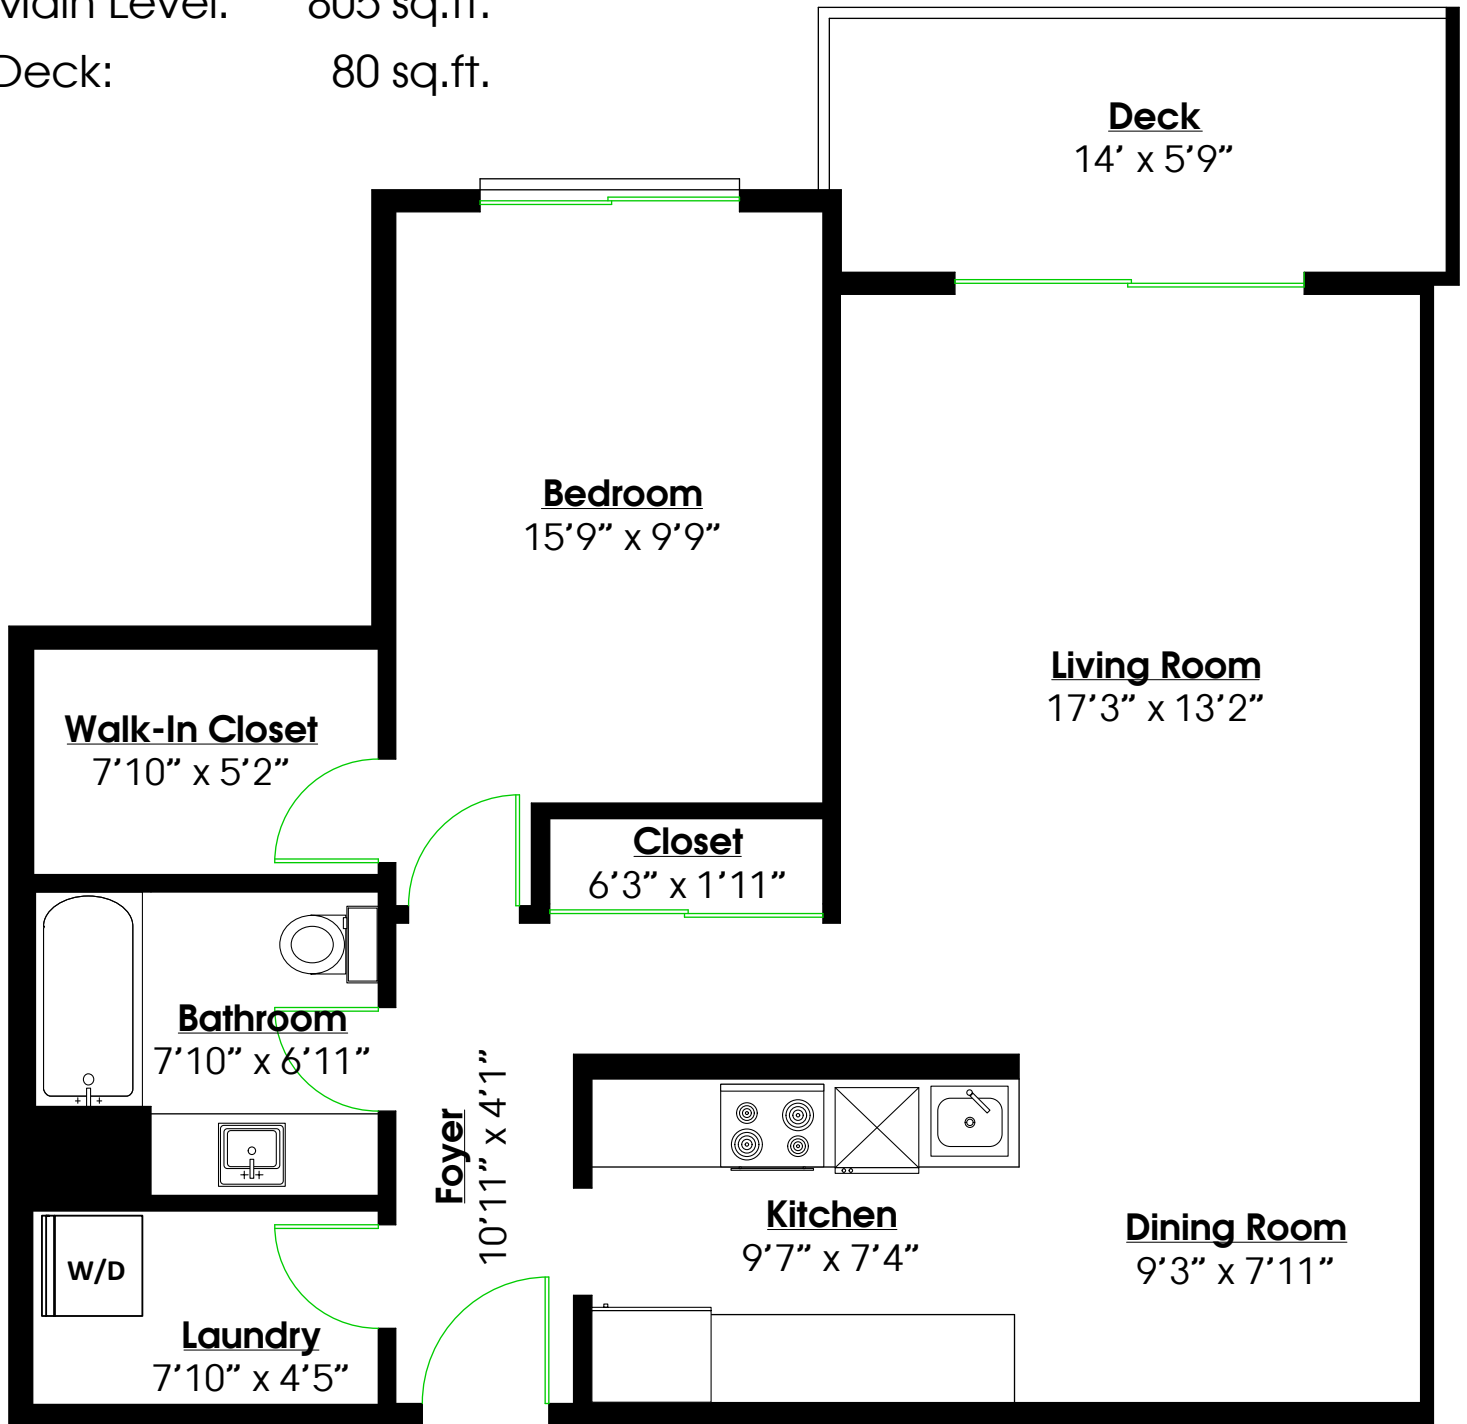 Main Level: 805 sq.ft.
Deck: 80 sq.ft.
Deck
14' x 5'9"
Bedroom
15'9" x 9'9"
Living Room
17'3" x 13'2"
Walk-In Closet
7'10" x 5'2"
Closet
6'3" x 1'11"
Bathroom
7'10" x 6'11"
Foyer
10'11" x 4'1"
Kitchen
9'7" x 7'4"
Dining Room
9'3" x 7'11"
W/D
Laundry
7'10" x 4'5"